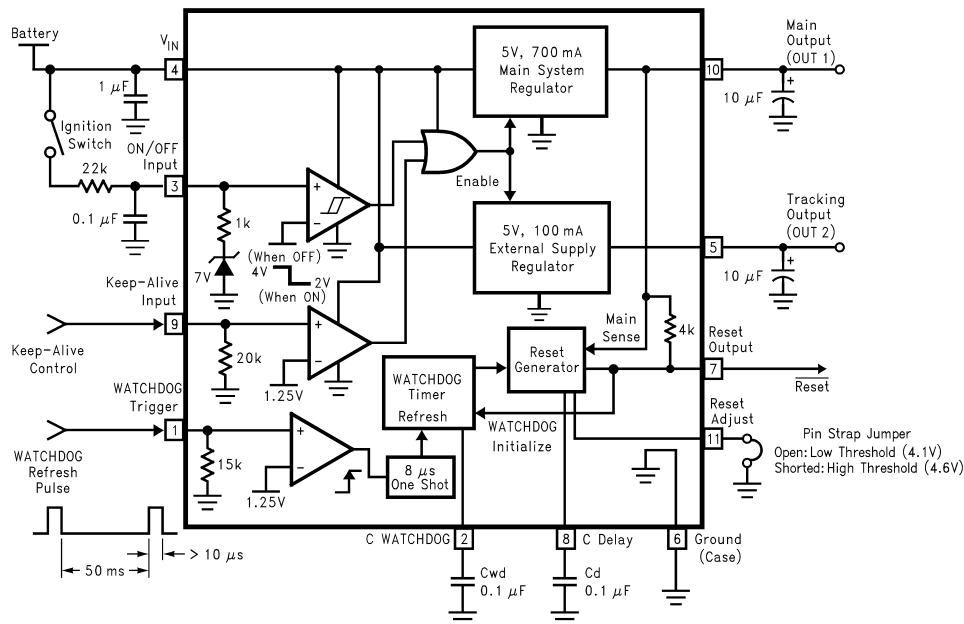 Battery
VIN
4
1 μF
Ignition
Switch
ON/OFF
Input
22k
3
0.1 μF
1k
7V
+
−
(When OFF)
4V
2V
(When ON)
Enable
5V, 700 mA
Main System
Regulator
5V, 100 mA
External Supply
Regulator
10
Main
Output
(OUT 1)
+
10 μF
Tracking
Output
(OUT 2)
5
+
10 μF
Keep-Alive
Input
9
Keep-Alive
Control
20k
+
−
1.25V
Main
Sense
4k
Reset
Generator
Reset
Output
7
Reset
WATCHDOG
Timer
Refresh
WATCHDOG
Initialize
WATCHDOG
Trigger
1
WATCHDOG
Refresh
Pulse
15k
+
−
1.25V
8 μs
One Shot
Reset
Adjust
11
Pin Strap Jumper
Open: Low Threshold (4.1V)
Shorted: High Threshold (4.6V)
> 10 μs
50 ms
C WATCHDOG
2
8
C Delay
6
Ground
(Case)
Cwd
0.1 μF
Cd
0.1 μF